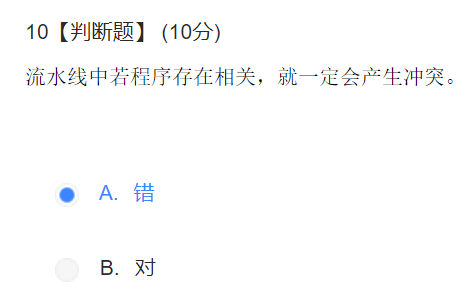 10【判断题】 (10分)
流水线中若程序存在相关，就一定会产生冲突。
A. 错
B. 对